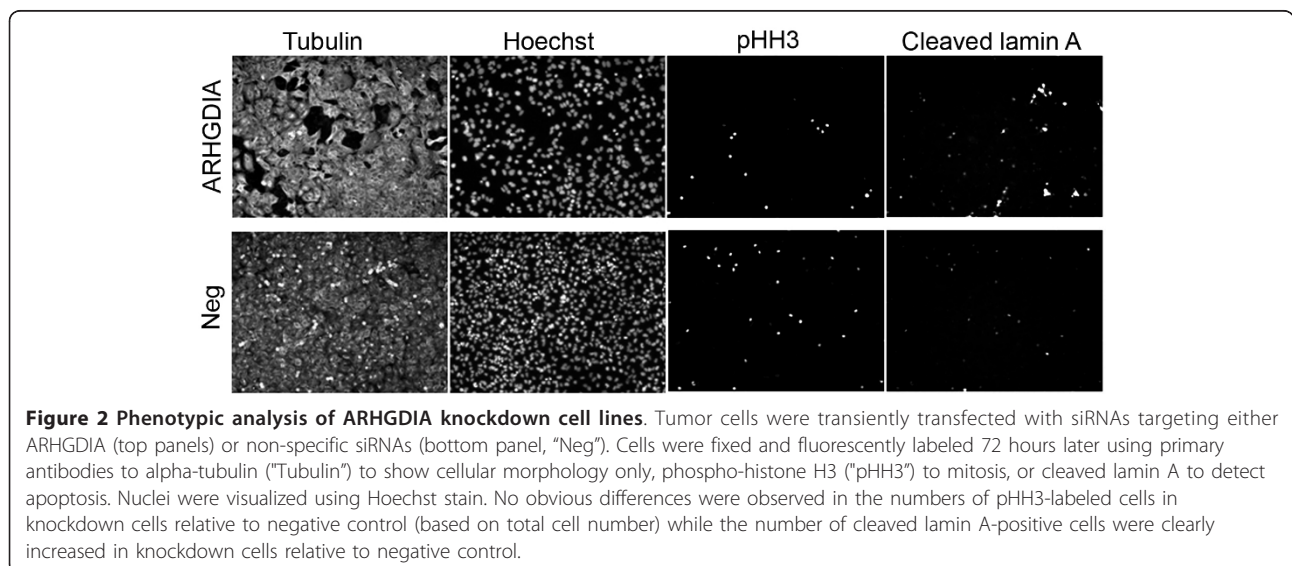 Tubulin Hoechst pHH3 Cleaved lamin A
ARHGDIA
Neg
Figure 2 Phenotypic analysis of ARHGDIA knockdown cell lines. Tumor cells were transiently transfected with siRNAs targeting either
ARHGDIA (top panels) or non-specific siRNAs (bottom panel, “Neg”). Cells were fixed and fluorescently labeled 72 hours later using primary
antibodies to alpha-tubulin ("Tubulin”) to show cellular morphology only, phospho-histone H3 ("pHH3”) to mitosis, or cleaved lamin A to detect
apoptosis. Nuclei were visualized using Hoechst stain. No obvious differences were observed in the numbers of pHH3-labeled cells in
knockdown cells relative to negative control (based on total cell number) while the number of cleaved lamin A-positive cells were clearly
increased in knockdown cells relative to negative control.